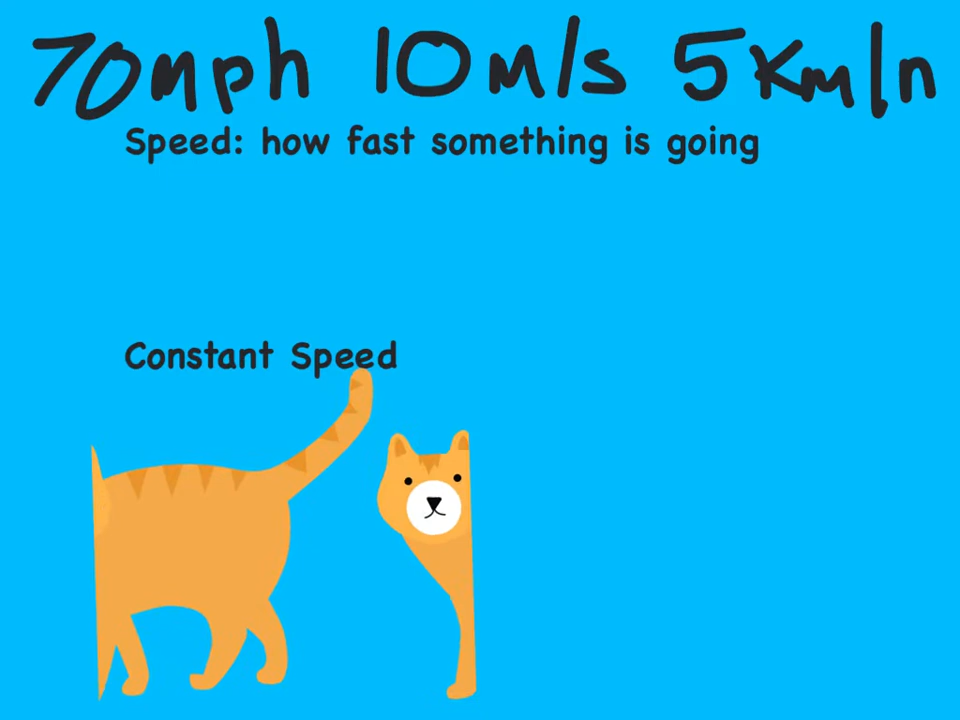 70mph 10m/s 5Km/h
Speed: how fast something is going
Constant Speed